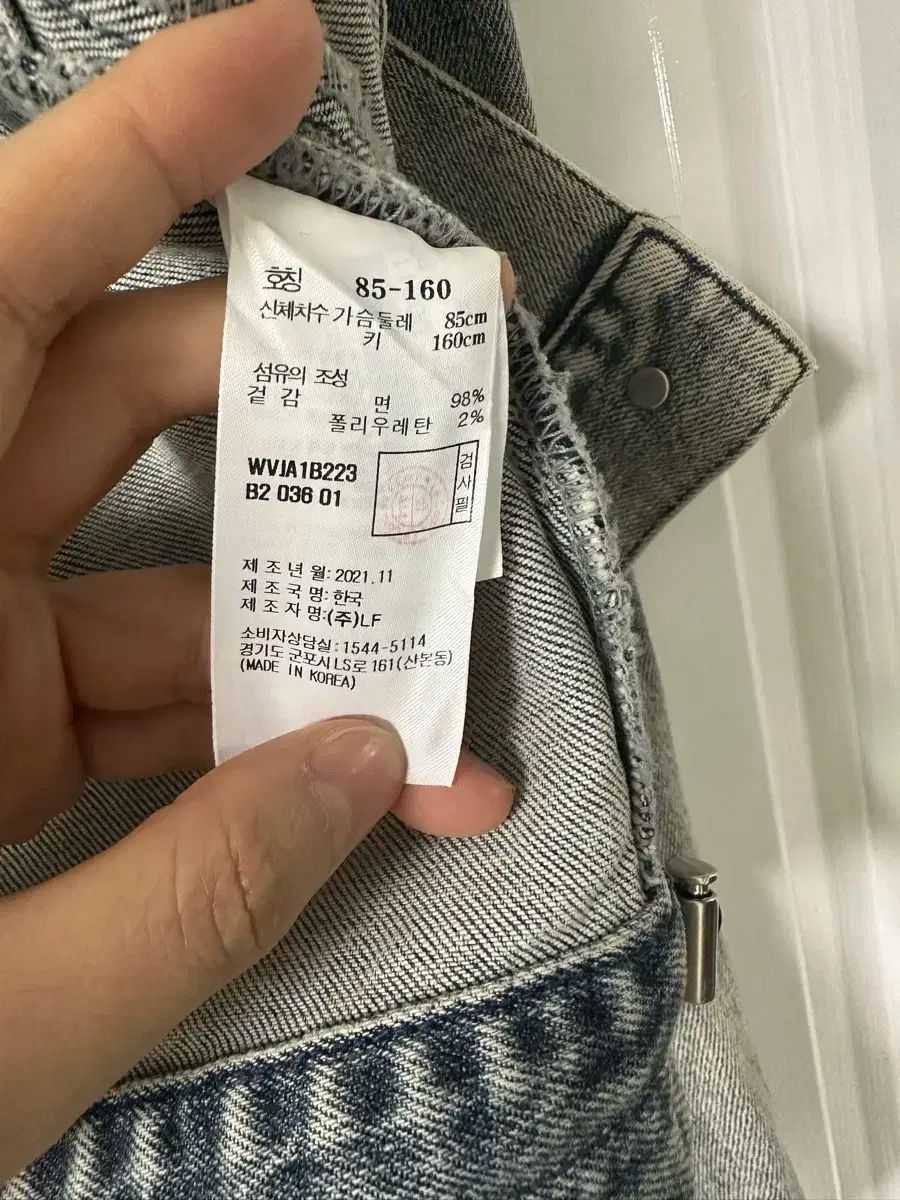 호칭 85-160
신체치수 가슴둘레 85cm
키 160cm
섬유의 조성
겉감 면 98%
폴리우레탄 2%
WVJA1B223
B2 036 01
검사필
제조년월: 2021.11
제조국명: 한국
제조자명:(주)LF
소비자상담실: 1544-5114
경기도 군포시 LS로 161(산본동)
(MADE IN KOREA)